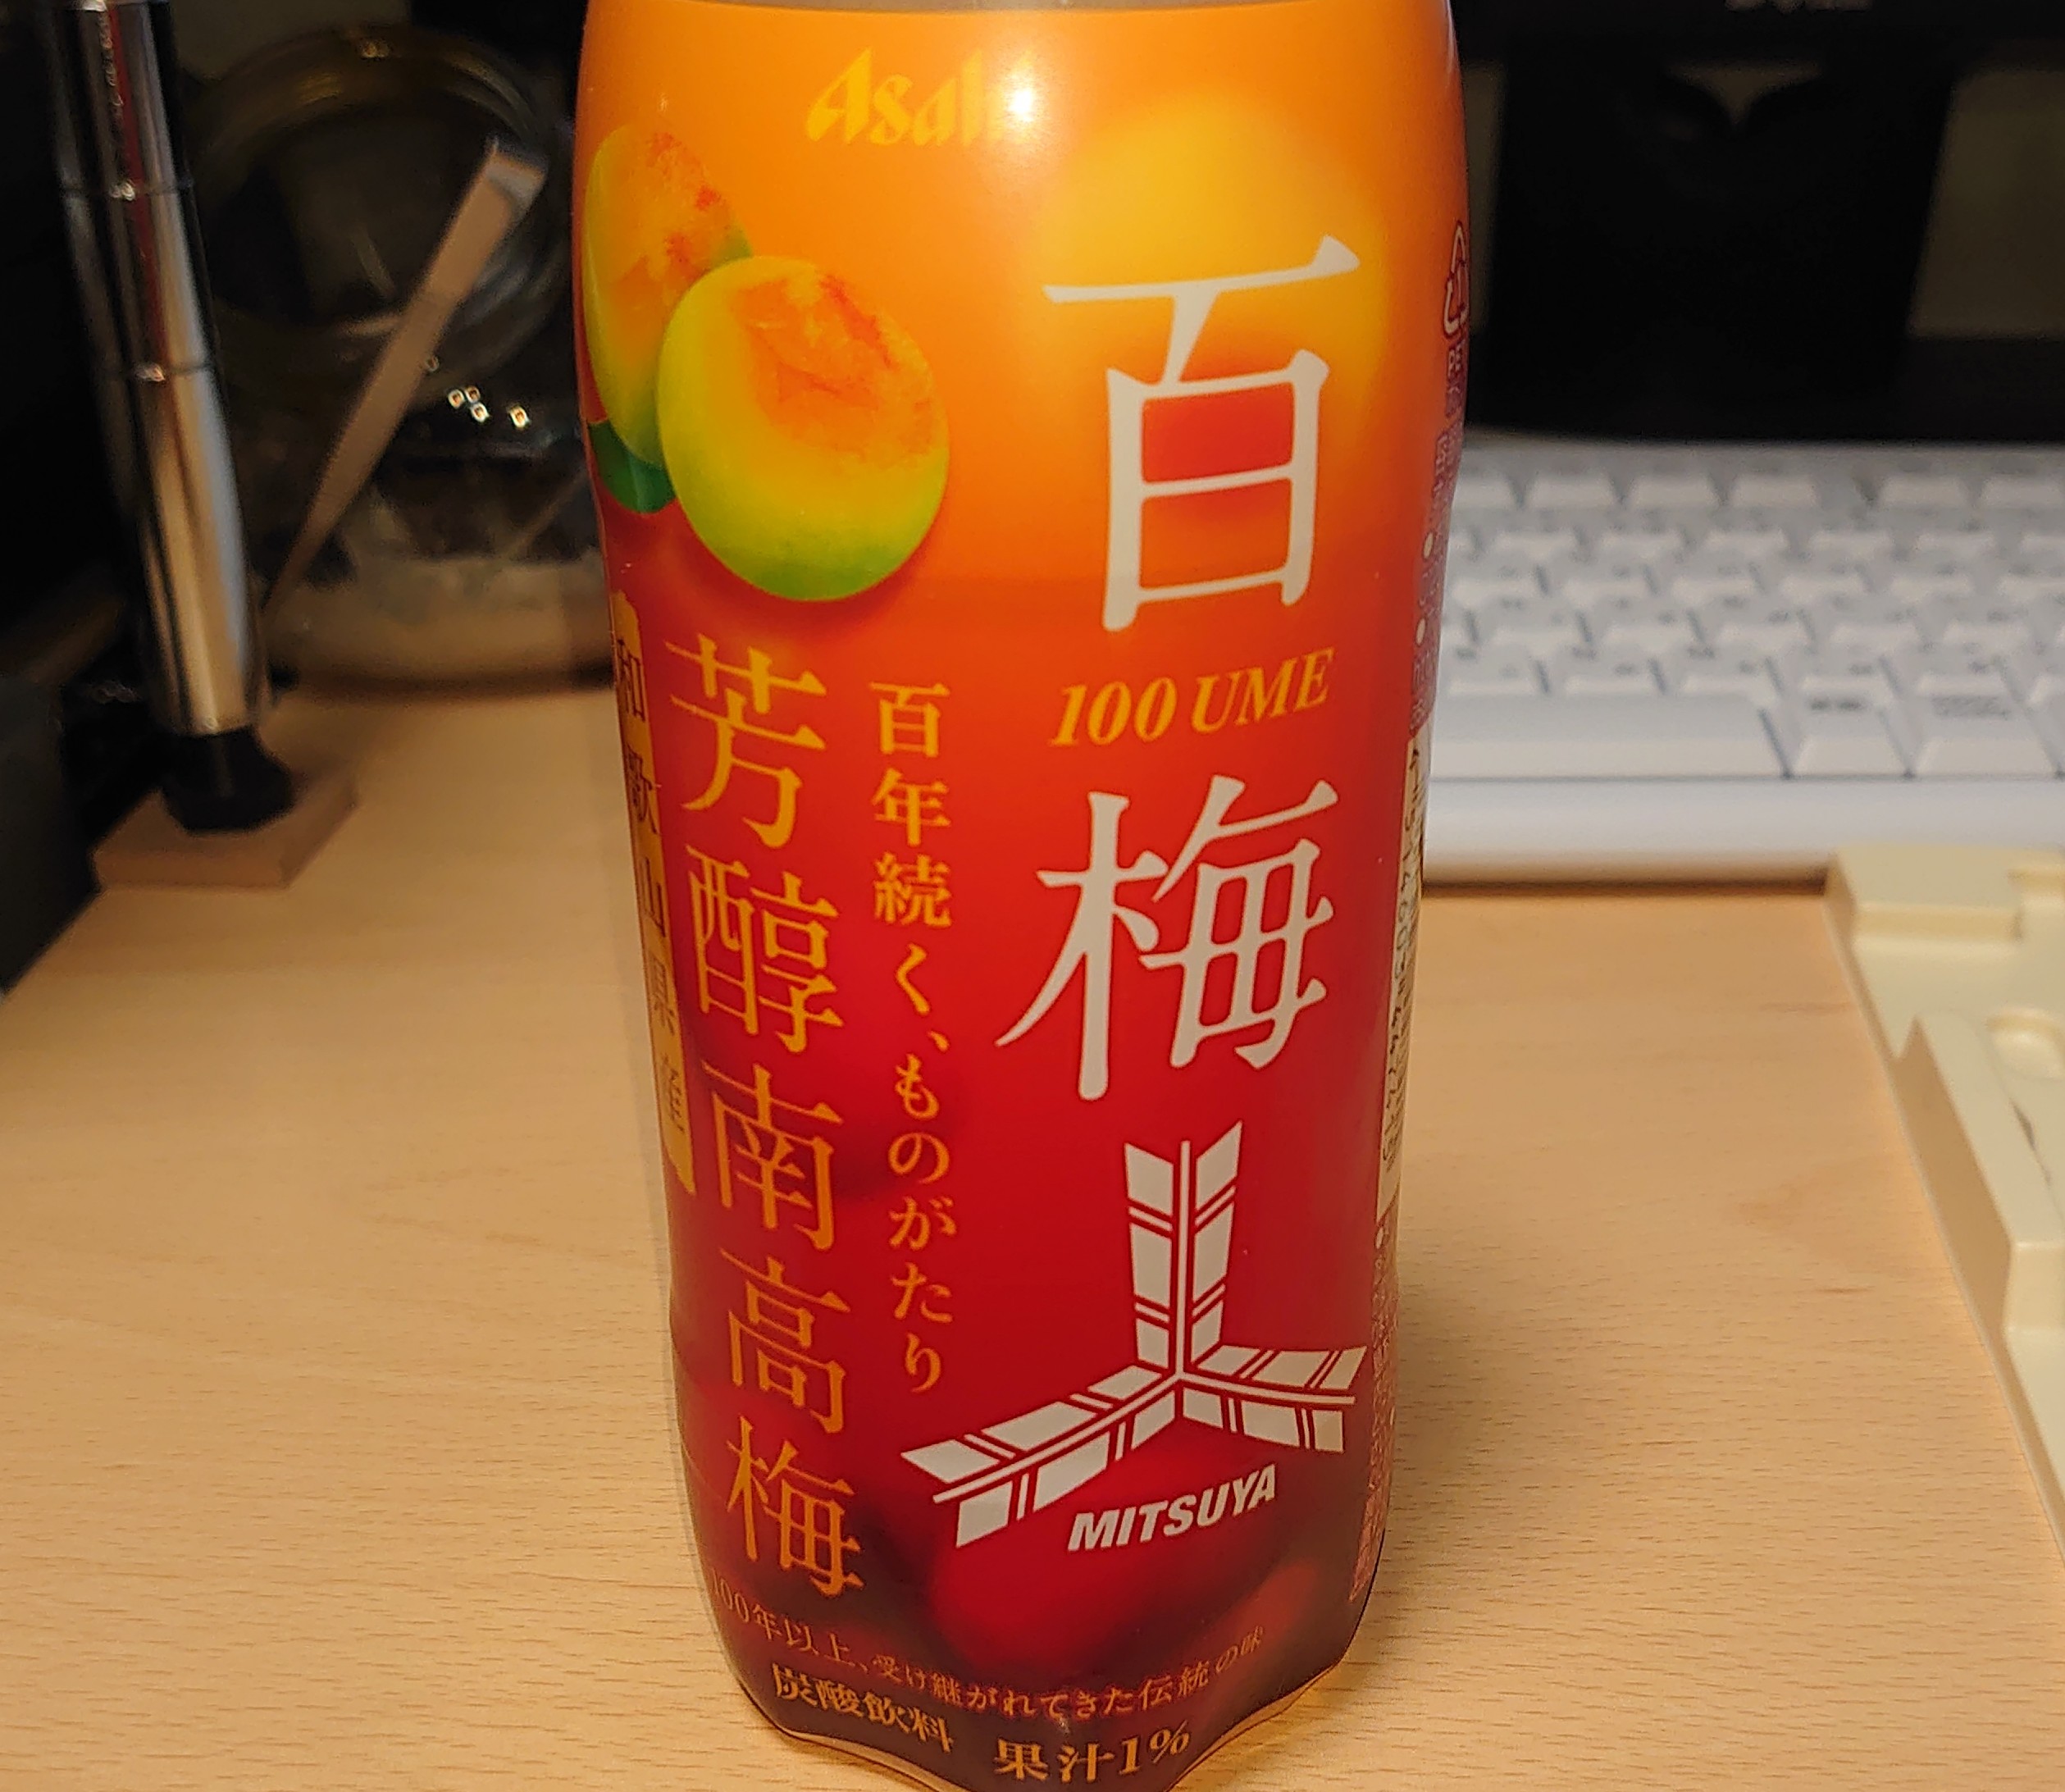 Asahi
百梅
100 UME
百年続く、ものがたり
芳醇南高梅
和歌山県産
MITSUYA
100年以上、受け継がれてきた伝統の味
炭酸飲料 果汁1%